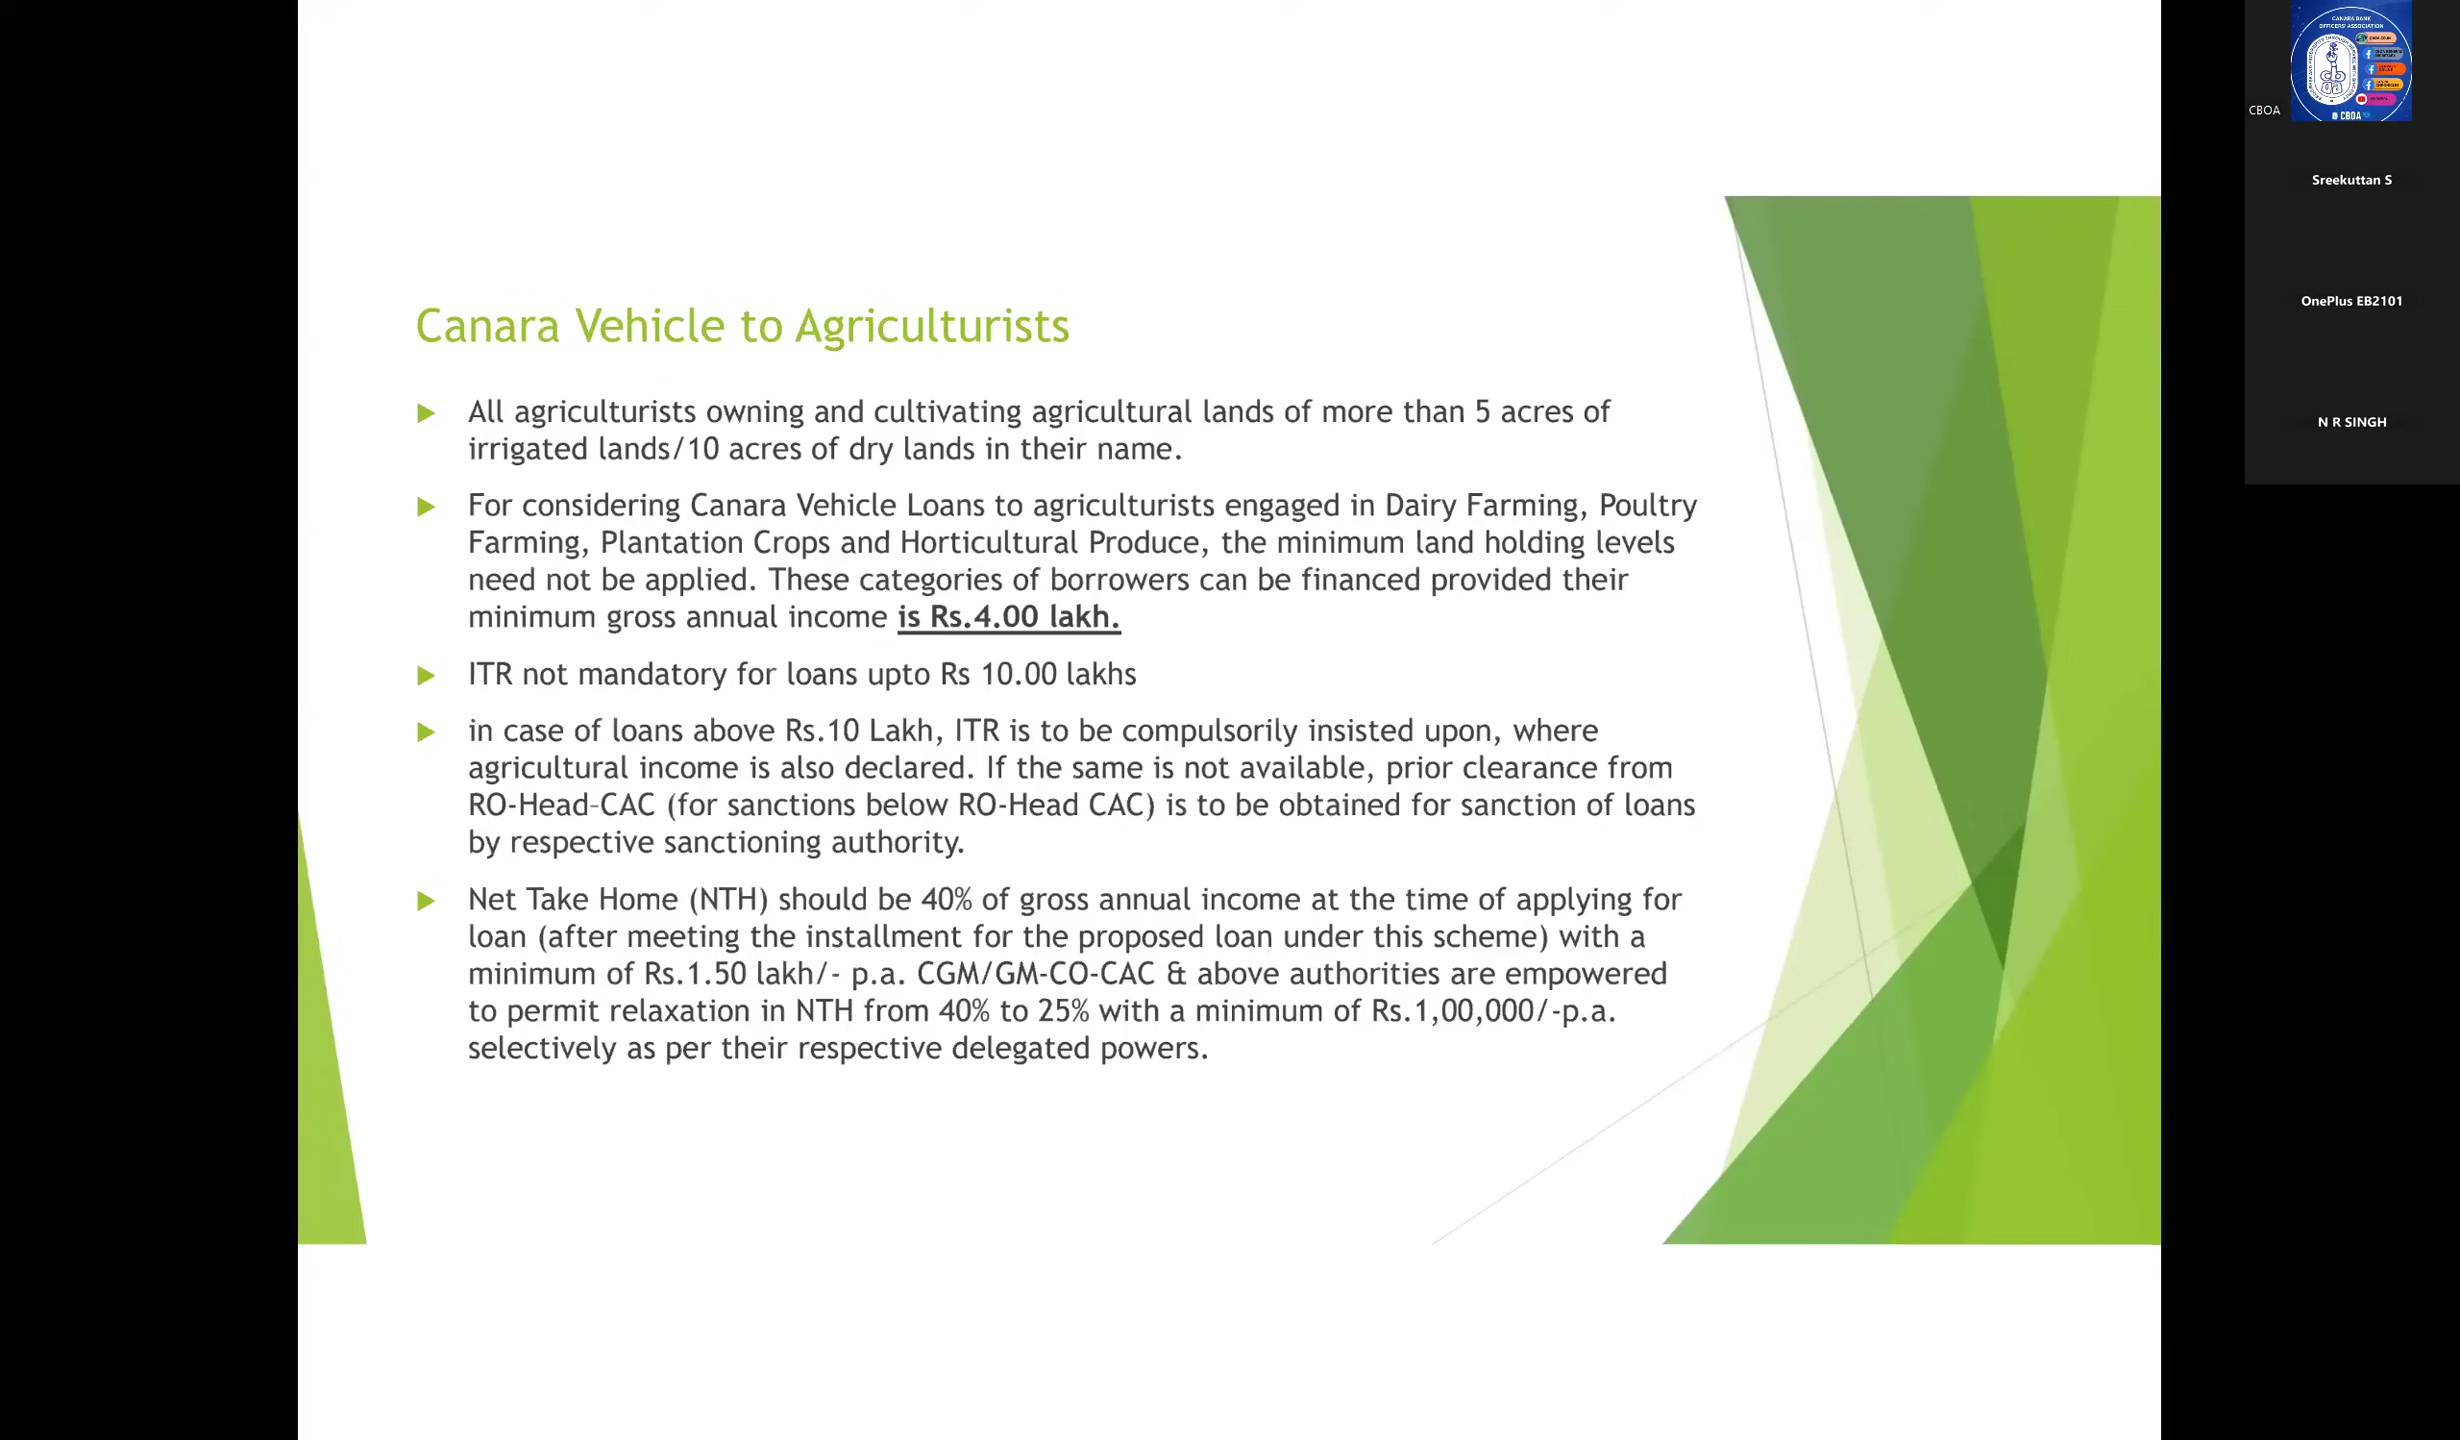 Canara Vehicle to Agriculturists
All agriculturists owning and cultivating agricultural lands of more than 5 acres of
irrigated lands/10 acres of dry lands in their name.
For considering Canara Vehicle Loans to agriculturists engaged in Dairy Farming, Poultry
Farming, Plantation Crops and Horticultural Produce, the minimum land holding levels
need not be applied. These categories of borrowers can be financed provided their
minimum gross annual income is Rs.4.00 lakh.
ITR not mandatory for loans upto Rs 10.00 lakhs
in case of loans above Rs.10 Lakh, ITR is to be compulsorily insisted upon, where
agricultural income is also declared. If the same is not available, prior clearance from
RO-Head–CAC (for sanctions below RO-Head CAC) is to be obtained for sanction of loans
by respective sanctioning authority.
Net Take Home (NTH) should be 40% of gross annual income at the time of applying for
loan (after meeting the installment for the proposed loan under this scheme) with a
minimum of Rs.1.50 lakh/- p.a. CGM/GM-CO-CAC & above authorities are empowered
to permit relaxation in NTH from 40% to 25% with a minimum of Rs.1,00,000/-p.a.
selectively as per their respective delegated powers.
CANARA BANK
OFFICERS' ASSOCIATION
@ CBOA
CBOA
Sreekuttan S
OnePlus EB2101
N R SINGH